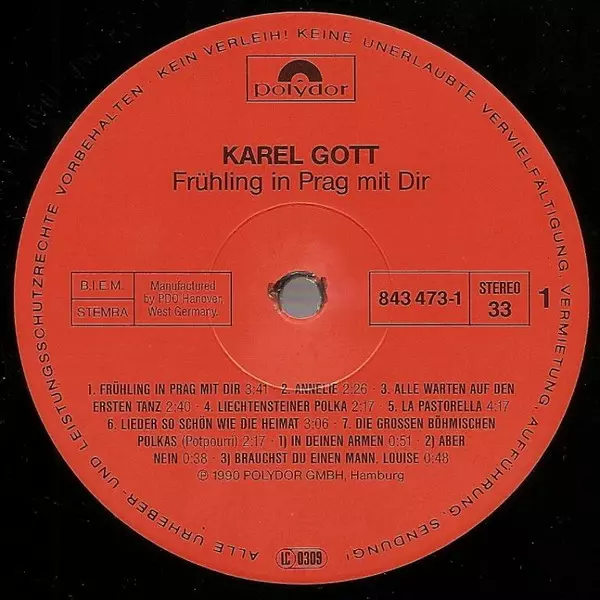 ALLE URHEBER- UND LEISTUNGSSCHUTZRECHTE VORBEHALTEN · KEIN VERLEIH! KEINE UNERLAUBTE VERVIELFÄLTIGUNG, VERMIETUNG, AUFFÜHRUNG, SENDUNG!
polydor
KAREL GOTT
Frühling in Prag mit Dir
B.I.E.M.
STEMRA
Manufactured
by PDO Hanover,
West Germany.
843 473-1
STEREO
33
1
1. FRÜHLING IN PRAG MIT DIR 3:41 · 2. ANNELIE 2:26 · 3. ALLE WARTEN AUF DEN
ERSTEN TANZ 2:40 · 4. LIECHTENSTEINER POLKA 2:17 · 5. LA PASTORELLA 4:17
6. LIEDER SO SCHÖN WIE DIE HEIMAT 3:06 · 7. DIE GROSSEN BÖHMISCHEN
POLKAS (Potpourri) 2:17 · 1) IN DEINEN ARMEN 0:51 · 2) ABER
NEIN 0:38 · 3) BRAUCHST DU EINEN MANN, LOUISE 0:48
℗ 1990 POLYDOR GMBH, Hamburg
LC 0309